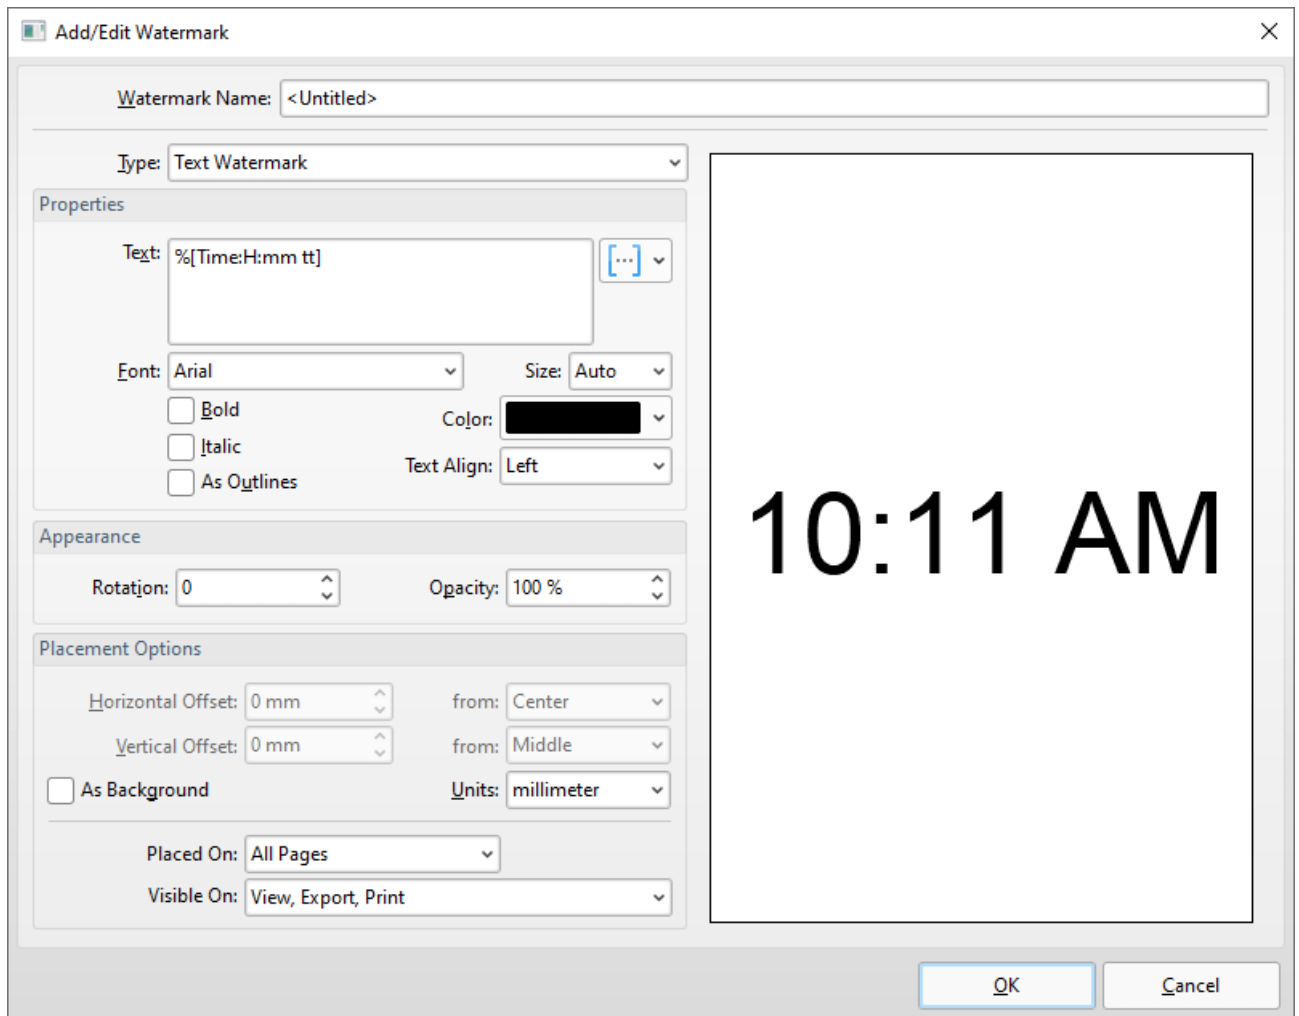 Add/Edit Watermark
Watermark Name: <Untitled>
Type: Text Watermark
Properties
Text: %[Time:H:mm tt]
[...]
Font: Arial Size: Auto
Bold
Color:
Italic
Text Align: Left
As Outlines
Appearance
Rotation: 0 Opacity: 100 %
Placement Options
Horizontal Offset: 0 mm from: Center
Vertical Offset: 0 mm from: Middle
As Background Units: millimeter
Placed On: All Pages
Visible On: View, Export, Print
10:11 AM
OK Cancel